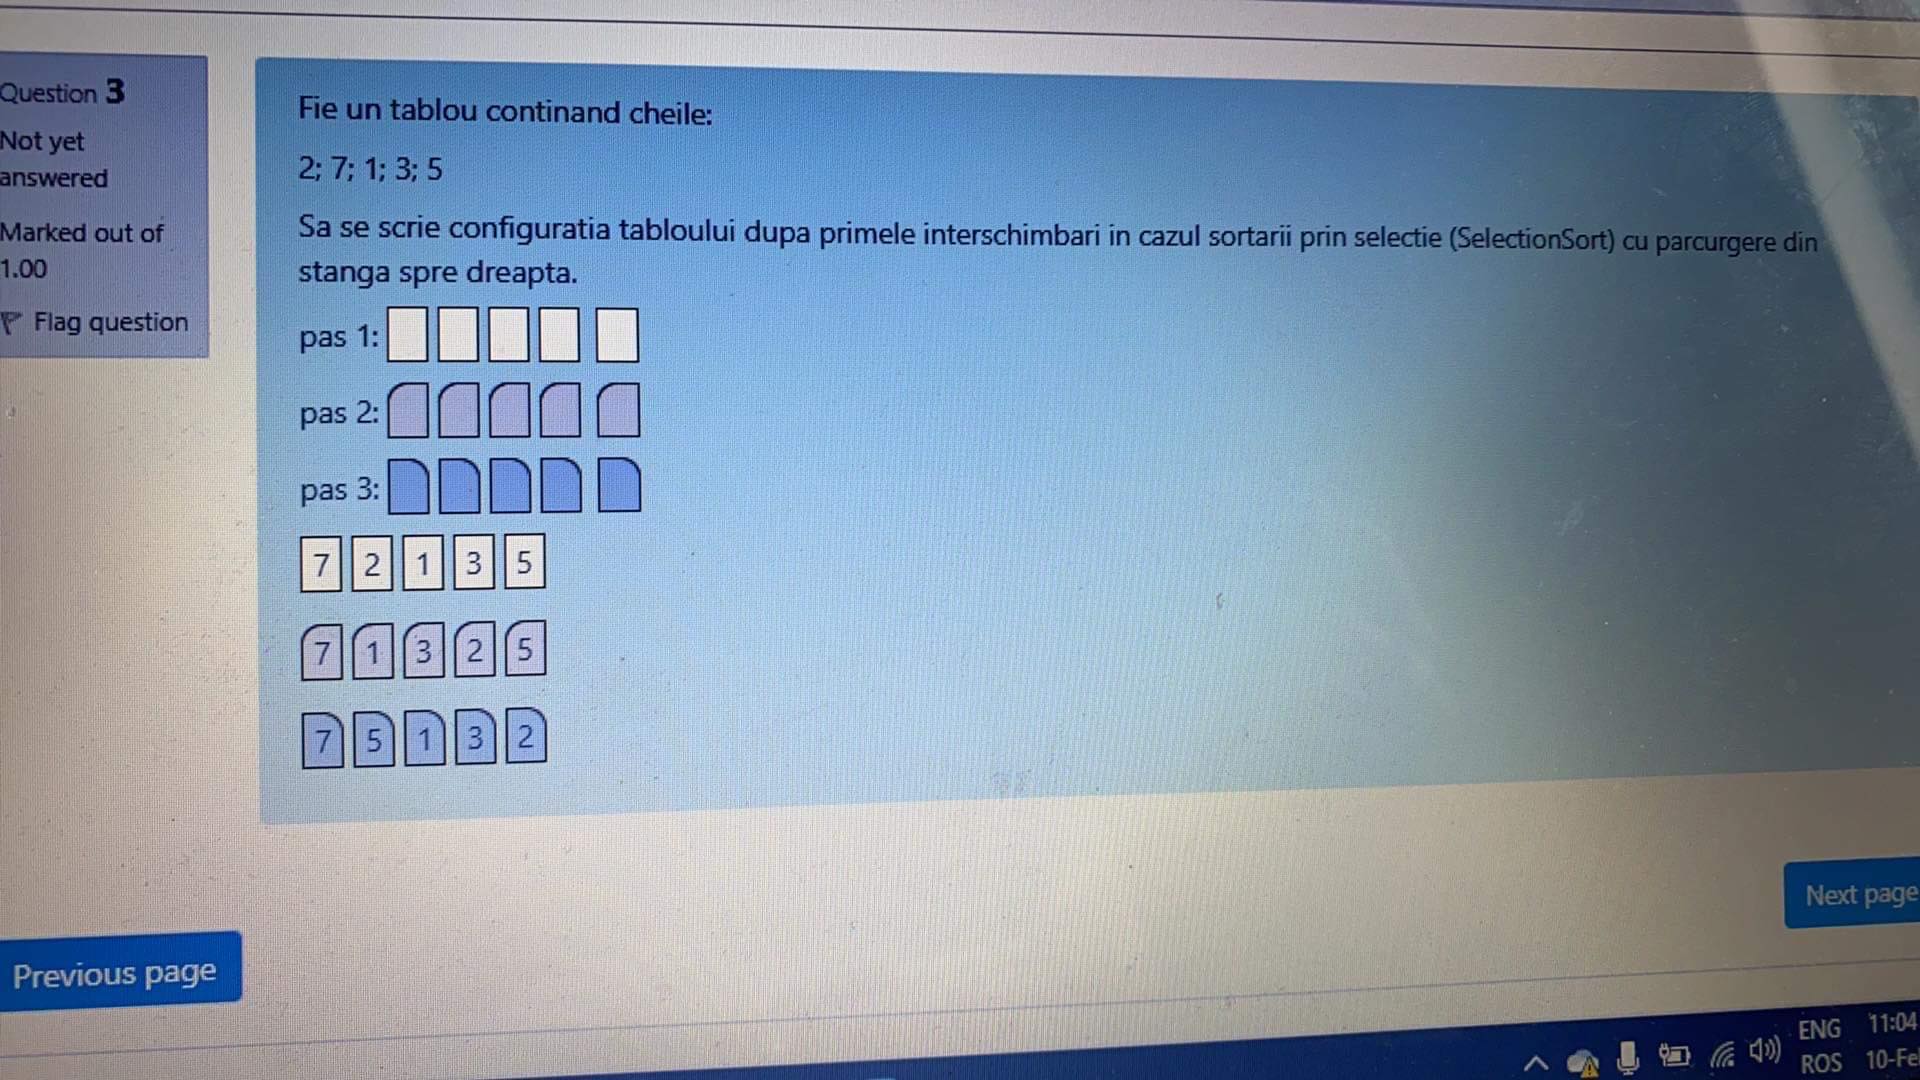 Question 3
Not yet
answered
Marked out of
1.00
Flag question
Fie un tablou continand cheile:
2; 7; 1; 3; 5
Sa se scrie configuratia tabloului dupa primele interschimbari in cazul sortarii prin selectie (SelectionSort) cu parcurgere din
stanga spre dreapta.
pas 1:
pas 2:
pas 3:
7 2 1 3 5
7 1 3 2 5
7 5 1 3 2
Next page
Previous page
ENG 11:04
ROS 10-Fe